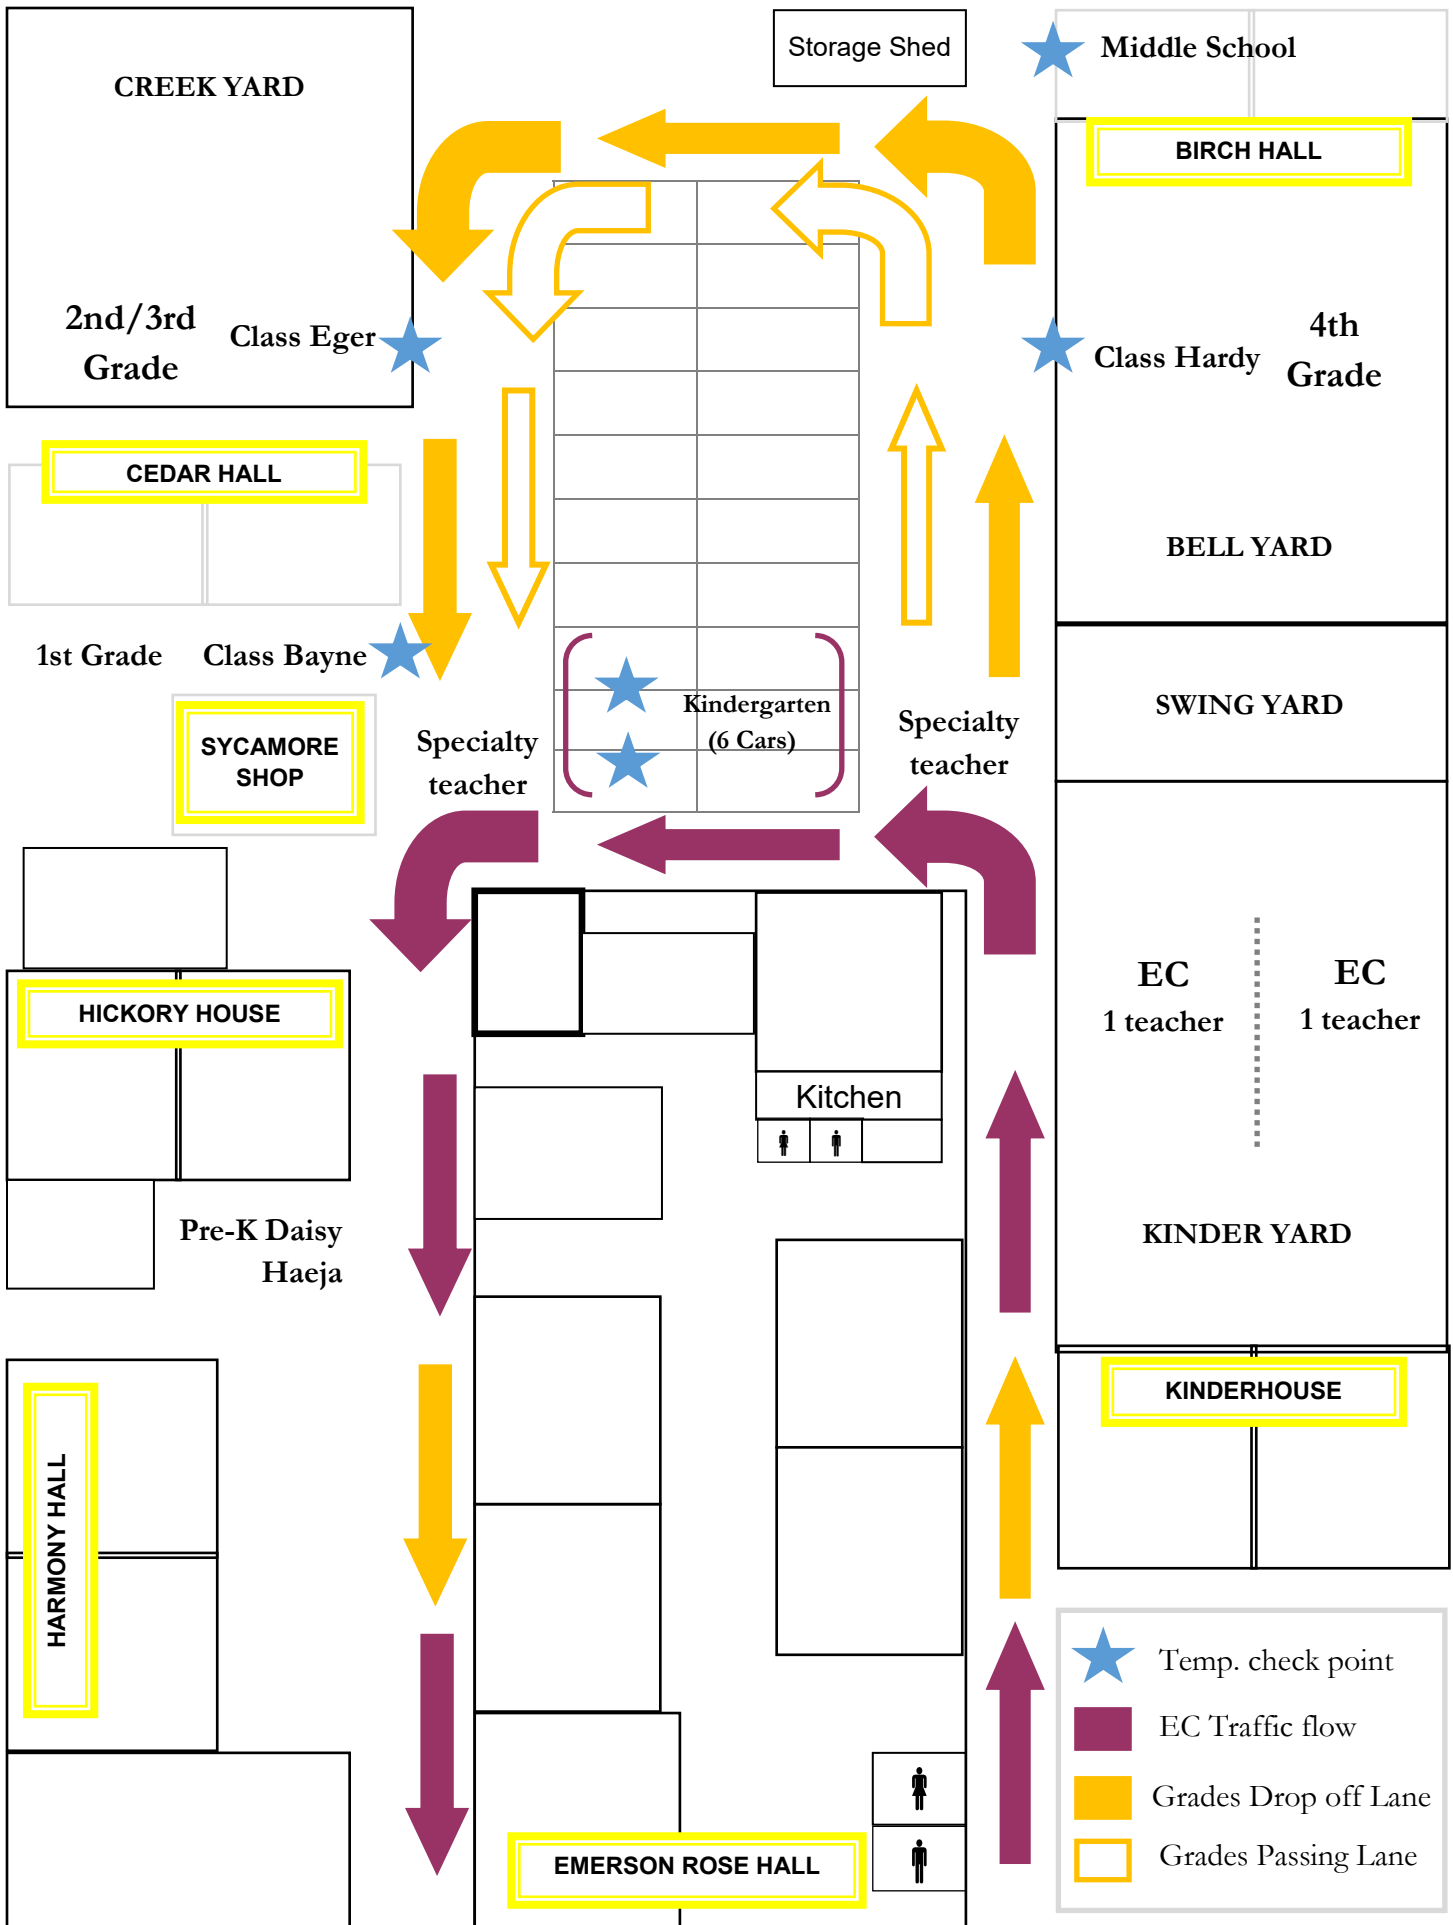 Storage Shed
Middle School
CREEK YARD
BIRCH HALL
2nd/3rd
Grade
Class Eger
Class Hardy
4th
Grade
CEDAR HALL
BELL YARD
1st Grade
Class Bayne
Kindergarten
(6 Cars)
SWING YARD
SYCAMORE
SHOP
Specialty
teacher
Specialty
teacher
EC
1 teacher
EC
1 teacher
HICKORY HOUSE
Kitchen
Pre-K Daisy
Haeja
KINDER YARD
KINDERHOUSE
HARMONY HALL
EMERSON ROSE HALL
Temp. check point
EC Traffic flow
Grades Drop off Lane
Grades Passing Lane